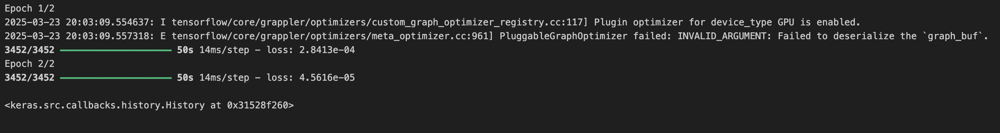 Epoch 1/2
2025-03-23 20:03:09.554637: I tensorflow/core/grappler/optimizers/custom_graph_optimizer_registry.cc:117] Plugin optimizer for device_type GPU is enabled.
2025-03-23 20:03:09.557318: E tensorflow/core/grappler/optimizers/meta_optimizer.cc:961] PluggableGraphOptimizer failed: INVALID_ARGUMENT: Failed to deserialize the `graph_buf`.
3452/3452 ━━━━━━━━━━━━━━━━━━━━ 50s 14ms/step - loss: 2.8413e-04
Epoch 2/2
3452/3452 ━━━━━━━━━━━━━━━━━━━━ 50s 14ms/step - loss: 4.5616e-05
<keras.src.callbacks.history.History at 0x31528f260>